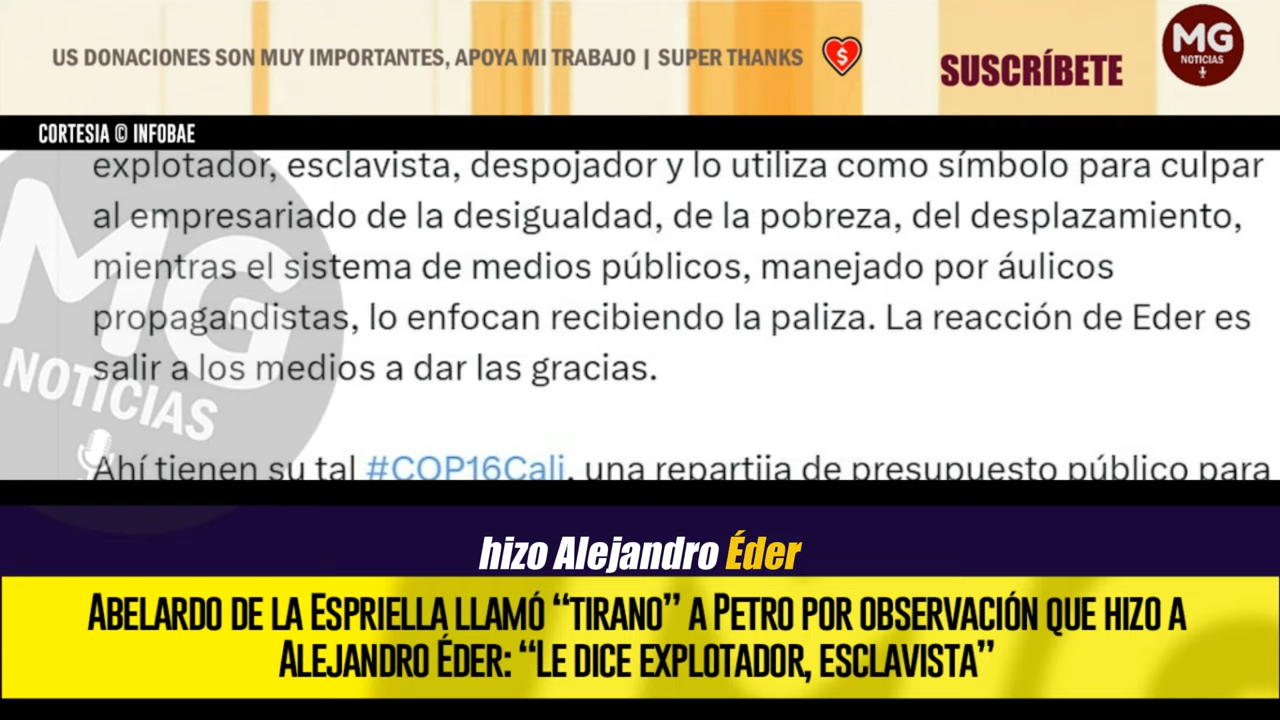 US DONACIONES SON MUY IMPORTANTES, APOYA MI TRABAJO | SUPER THANKS
$
SUSCRÍBETE
MG
NOTICIAS
CORTESIA © INFOBAE
explotador, esclavista, despojador y lo utiliza como símbolo para culpar
al empresariado de la desigualdad, de la pobreza, del desplazamiento,
mientras el sistema de medios públicos, manejado por áulicos
propagandistas, lo enfocan recibiendo la paliza. La reacción de Eder es
salir a los medios a dar las gracias.
MG
NOTICIAS
Ahí tienen su tal #COP16Cali, una repartija de presupuesto público para
hizo Alejandro Éder
ABELARDO DE LA ESPRIELLA LLAMÓ “TIRANO” A PETRO POR OBSERVACIÓN QUE HIZO A
ALEJANDRO ÉDER: “LE DICE EXPLOTADOR, ESCLAVISTA”